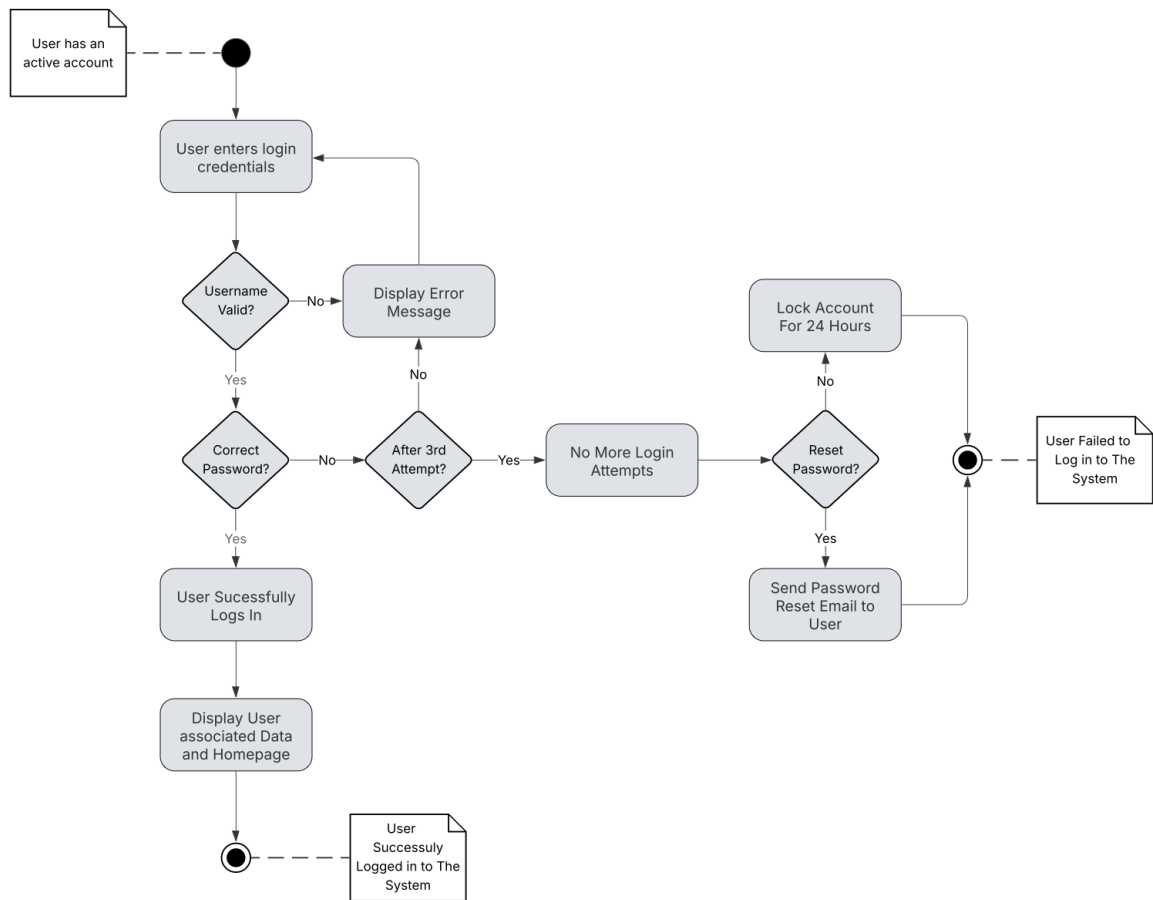 User has an
active account
User enters login
credentials
Username
Valid?
No
Display Error
Message
Lock Account
For 24 Hours
Yes
No
No
Correct
Password?
No
After 3rd
Attempt?
Yes
No More Login
Attempts
Reset
Password?
User Failed to
Log in to The
System
Yes
Yes
User Sucessfully
Logs In
Send Password
Reset Email to
User
Display User
associated Data
and Homepage
User
Successuly
Logged in to The
System